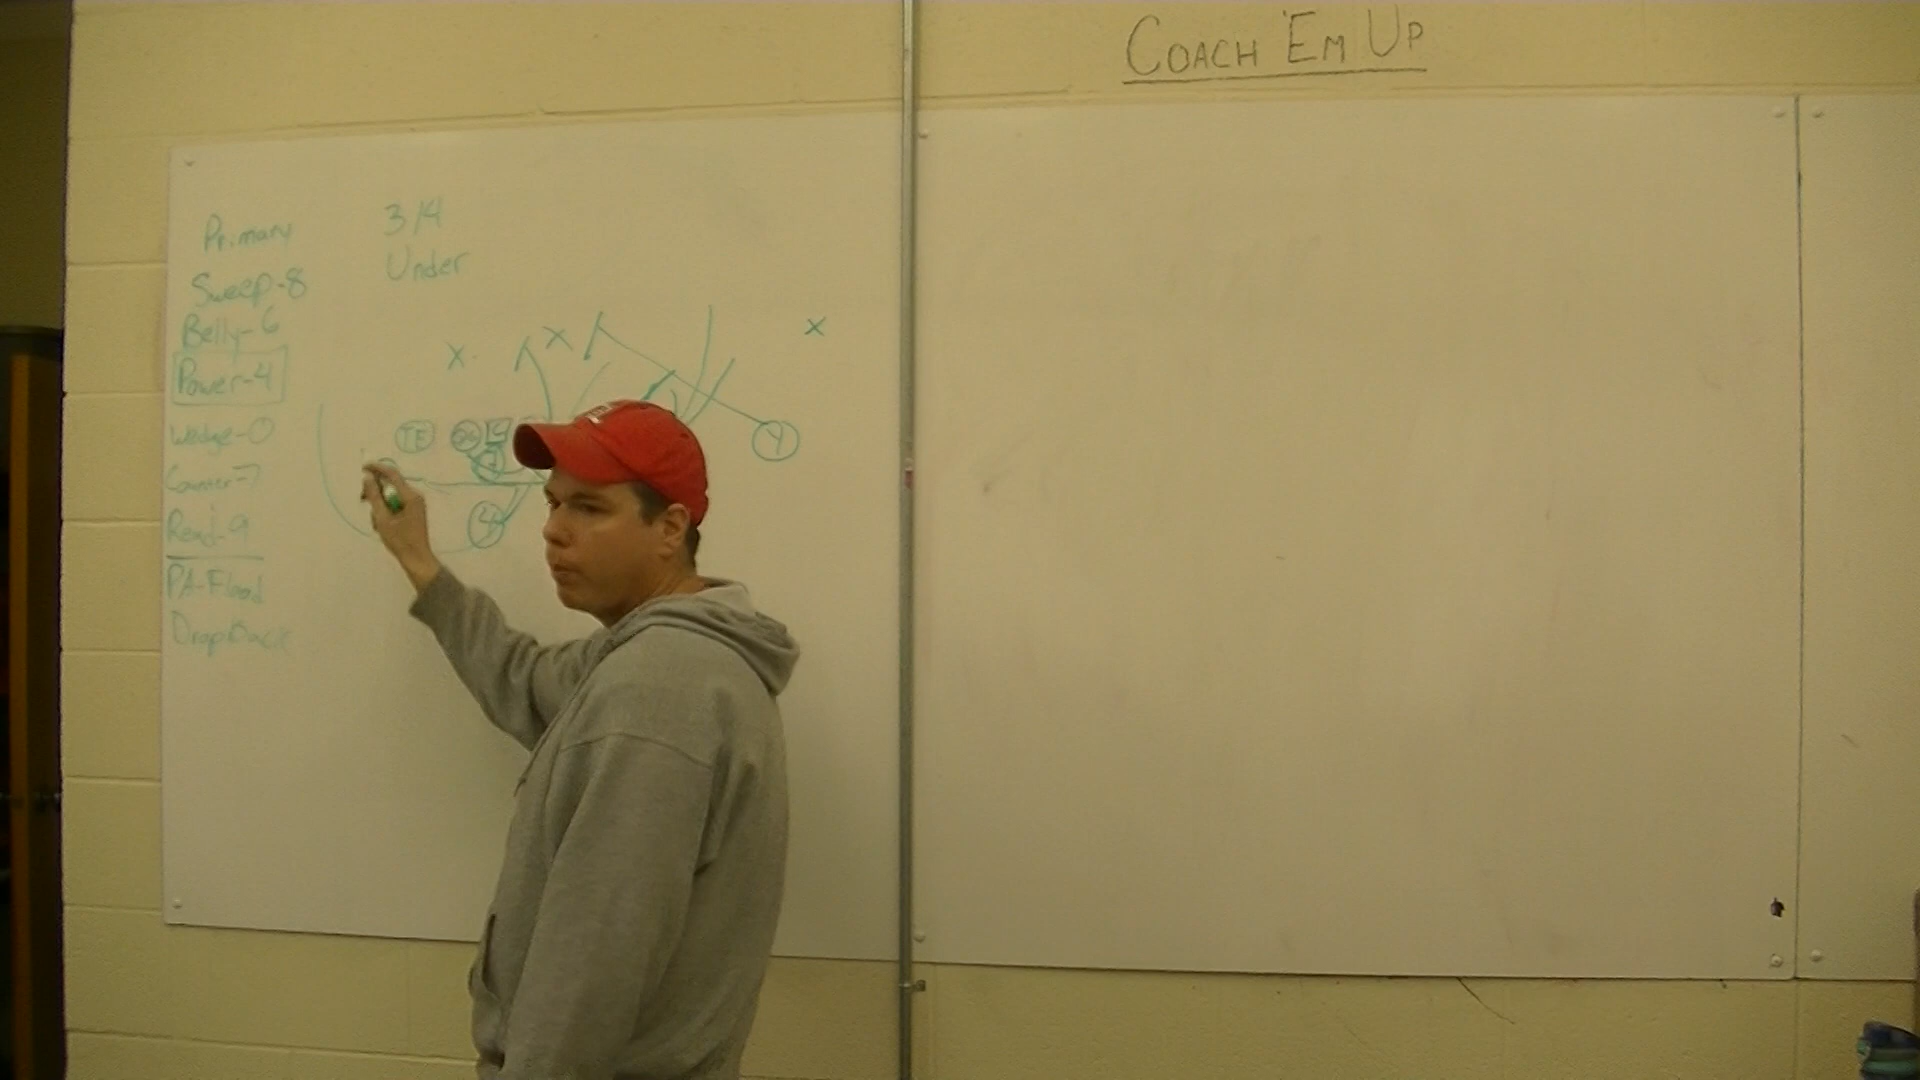 COACH 'EM UP
Primary
Sweep-8
Belly-6
Power-4
Wedge-0
Counter-7
Read-9
PA-Flood
DropBack
3/4
Under
X X X
TE C Y
4